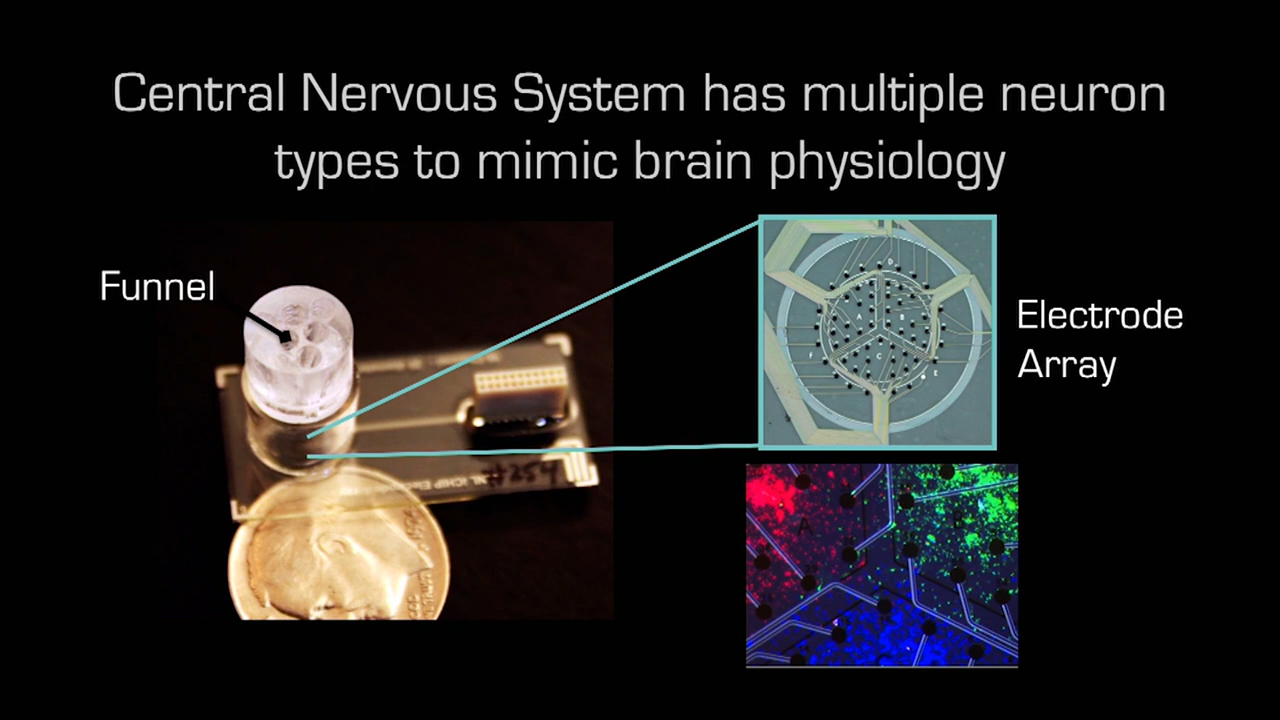 Central Nervous System has multiple neuron
types to mimic brain physiology
Funnel
Electrode
Array
D
A
B
C
F
E
A